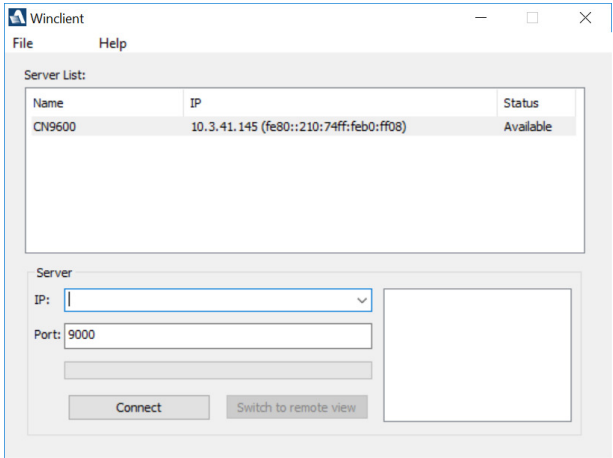 Winclient
File Help
Server List:
Name IP Status
CN9600 10.3.41.145 (fe80::210:74ff:feb0:ff08) Available
Server
IP:
Port: 9000
Connect Switch to remote view